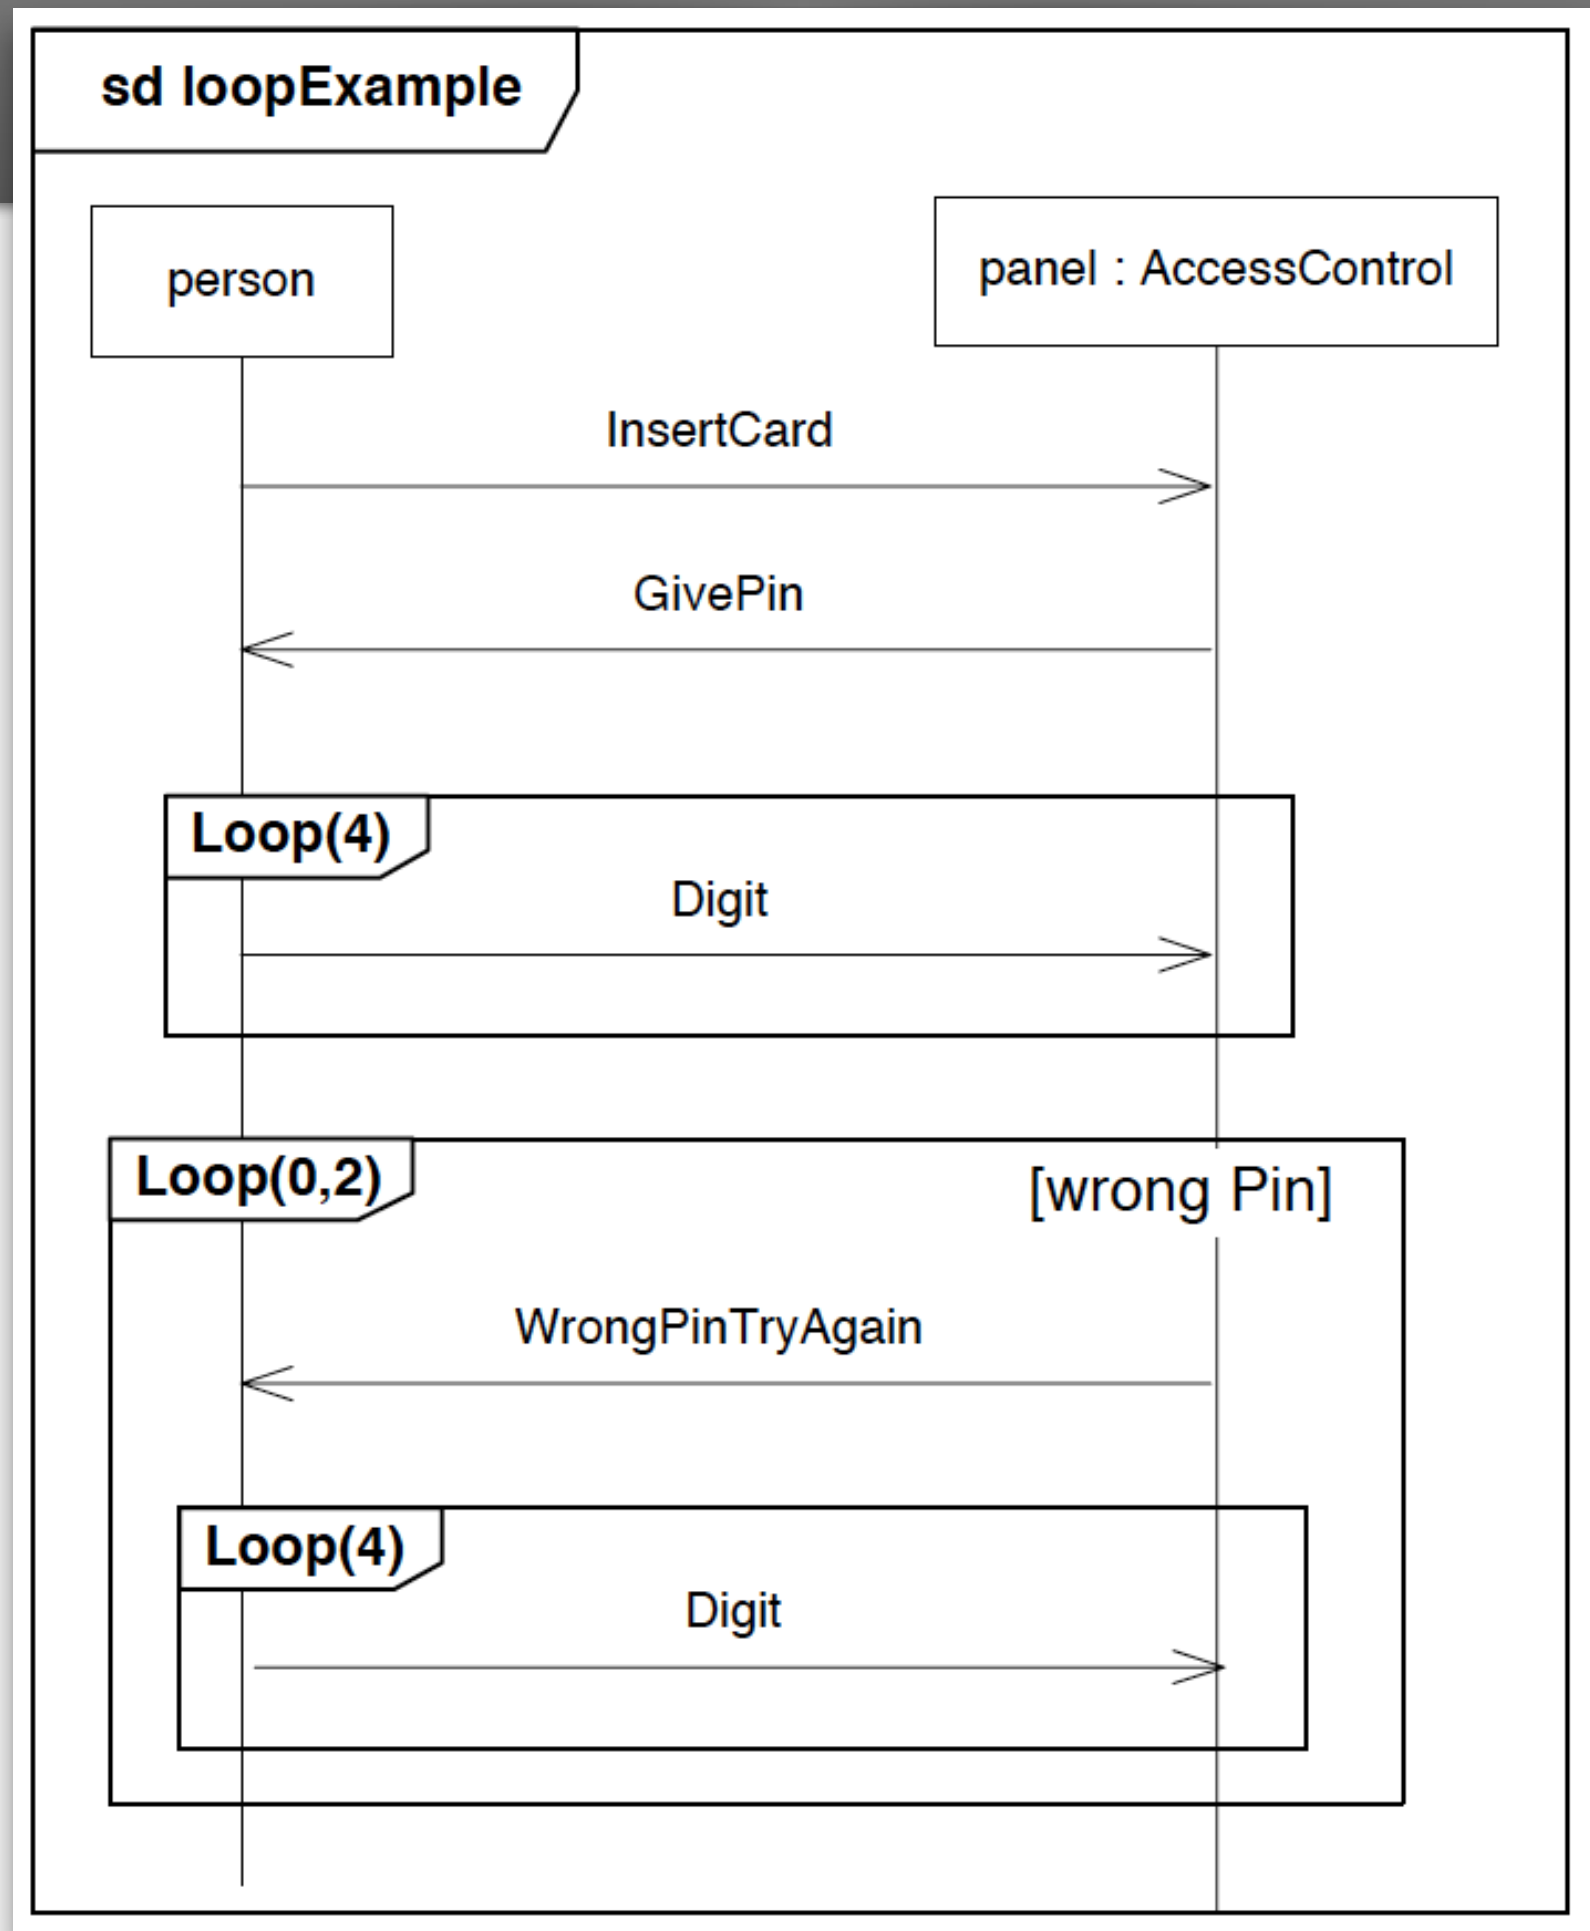 sd loopExample
person
panel : AccessControl
InsertCard
GivePin
Loop(4)
Digit
Loop(0,2)
[wrong Pin]
WrongPinTryAgain
Loop(4)
Digit